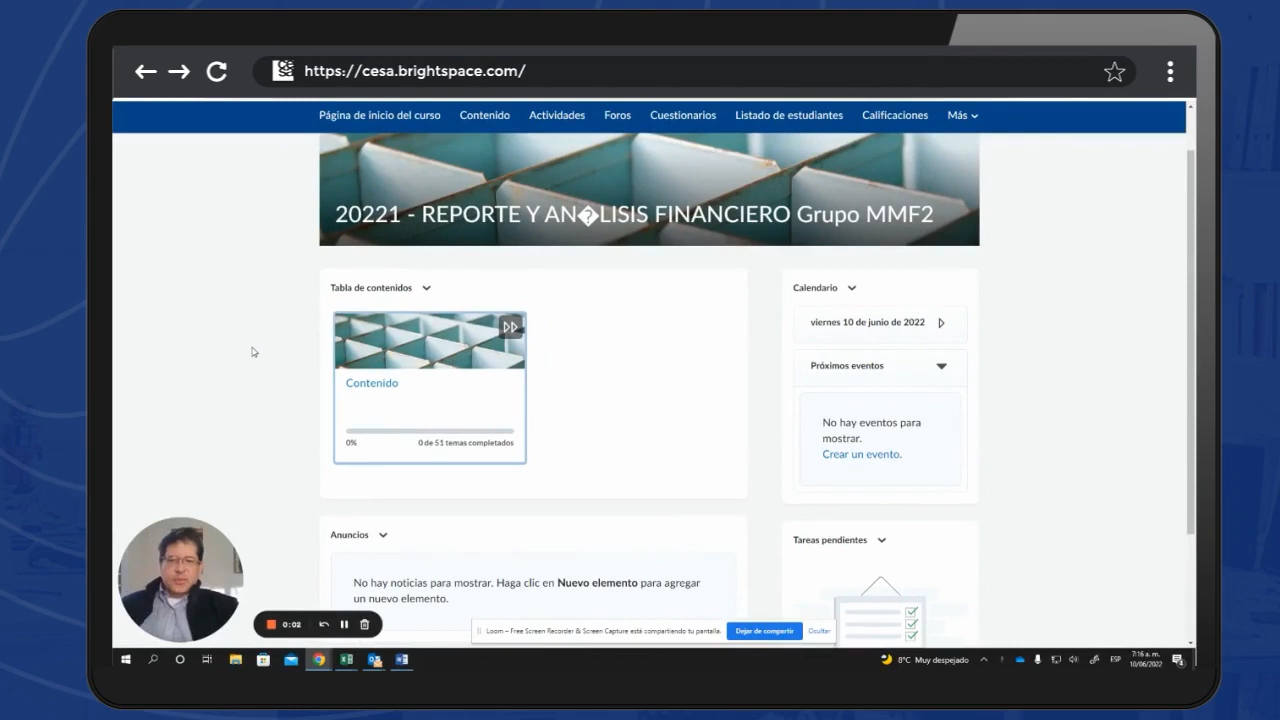 https://cesa.brightspace.com/
Página de inicio del curso Contenido Actividades Foros Cuestionarios Listado de estudiantes Calificaciones Más
20221 - REPORTE Y AN�LISIS FINANCIERO Grupo MMF2
Tabla de contenidos
Contenido
0% 0 de 51 temas completados
Calendario
viernes 10 de junio de 2022
Próximos eventos
No hay eventos para
mostrar.
Crear un evento.
Anuncios
No hay noticias para mostrar. Haga clic en Nuevo elemento para agregar
un nuevo elemento.
Tareas pendientes
0:02
Loom – Free Screen Recorder & Screen Capture está compartiendo tu pantalla. Dejar de compartir Ocultar
8°C Muy despejado ESP 7:16 a. m.
10/06/2022